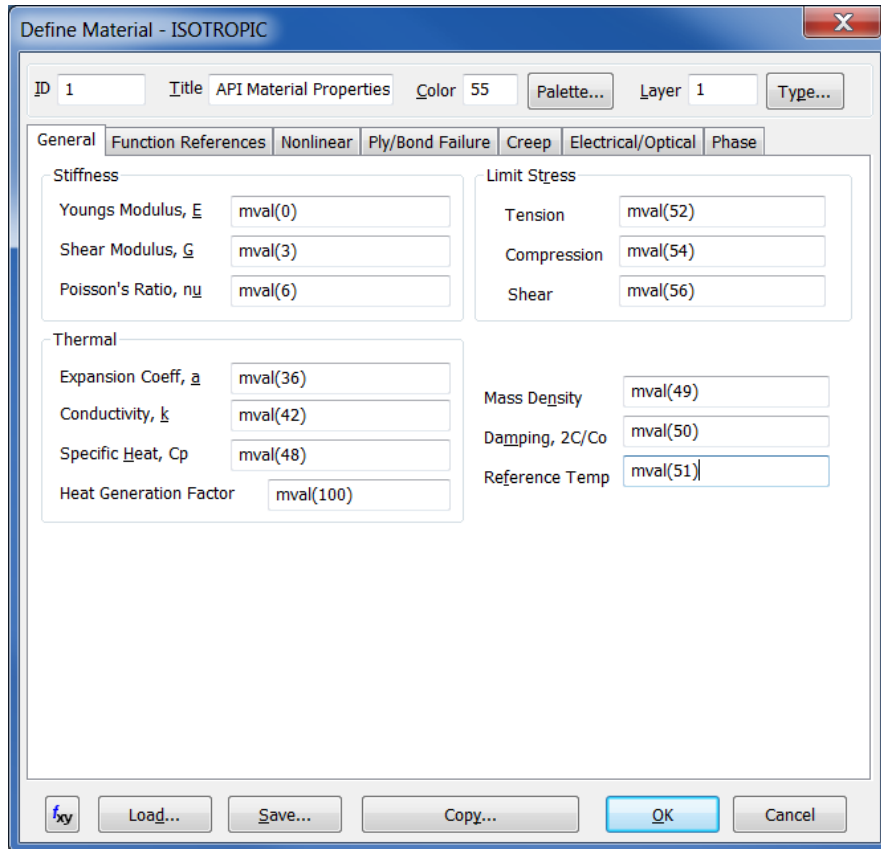 Define Material - ISOTROPIC
X
ID 1 Title API Material Properties Color 55 Palette... Layer 1 Type...
General Function References Nonlinear Ply/Bond Failure Creep Electrical/Optical Phase
Stiffness
Youngs Modulus, E mval(0)
Shear Modulus, G mval(3)
Poisson's Ratio, nu mval(6)
Limit Stress
Tension mval(52)
Compression mval(54)
Shear mval(56)
Thermal
Expansion Coeff, a mval(36)
Conductivity, k mval(42)
Specific Heat, Cp mval(48)
Heat Generation Factor mval(100)
Mass Density mval(49)
Damping, 2C/Co mval(50)
Reference Temp mval(51)
fxy Load... Save... Copy... OK Cancel